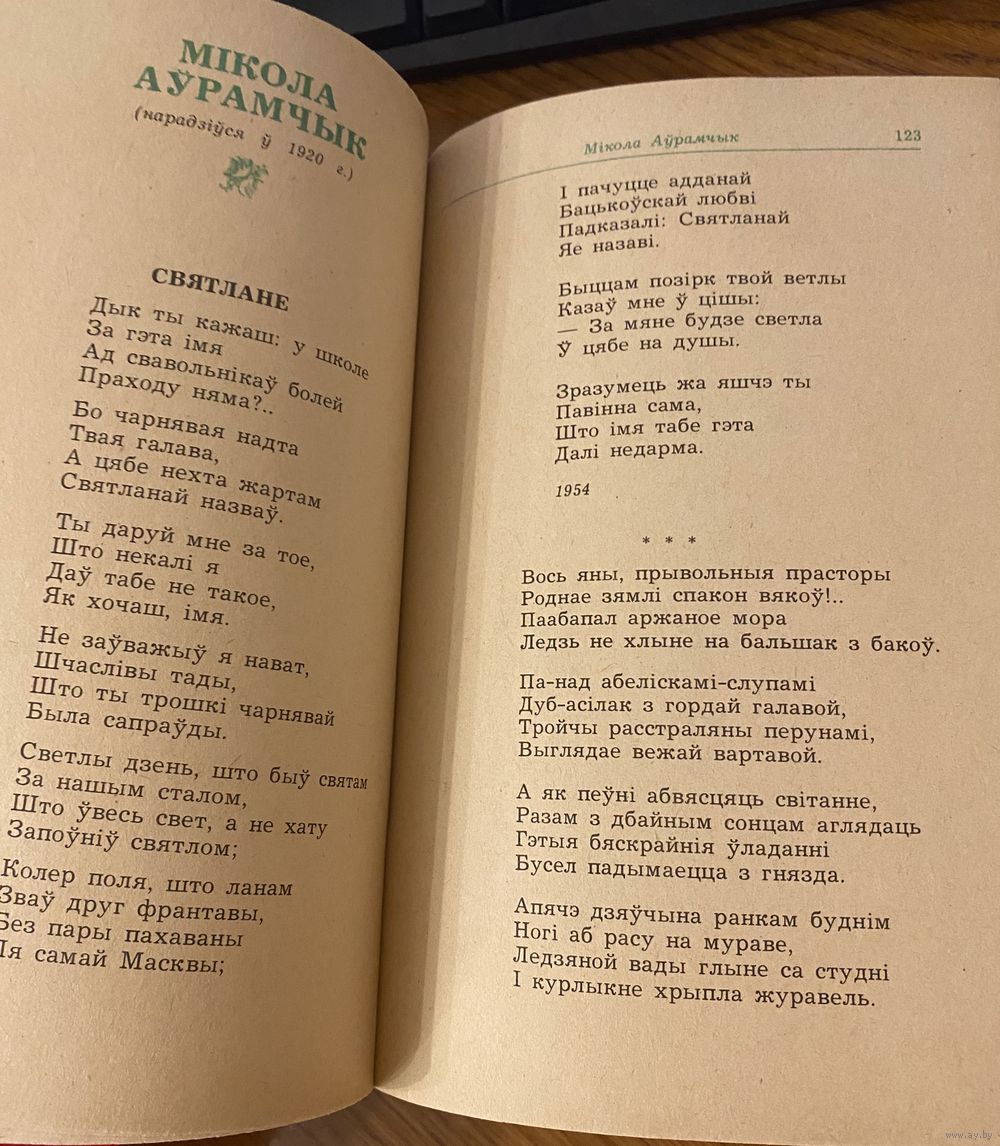 МІКОЛА
АЎРАМЧЫК
(нарадзіўся ў 1920 г.)
СВЯТЛАНЕ
Дык ты кажаш: у школе
За гэта імя
Ад свавольнікаў болей
Праходу няма?..
Бо чарнявая надта
Твая галава,
А цябе нехта жартам
Святланай назваў.
Ты даруй мне за тое,
Што некалі я
Даў табе не такое,
Як хочаш, імя.
Не заўважыў я нават,
Шчаслівы тады,
Што ты трошкі чарнявай
Была сапраўды.
Светлы дзень, што быў святам
За нашым сталом,
Што ўвесь свет, а не хату
Запоўніў святлом;
Колер поля, што ланам
Зваў друг франтавы,
Без пары пахаваны
Ля самай Масквы;
Мікола Аўрамчык 123
І пачуцце адданай
Бацькоўскай любві
Падказалі: Святланай
Яе назаві.
Быццам позірк твой ветлы
Казаў мне ў цішы:
— За мяне будзе светла
Ў цябе на душы.
Зразумець жа яшчэ ты
Павінна сама,
Што імя табе гэта
Далі недарма.
1954
* * *
Вось яны, прывольныя прасторы
Роднае зямлі спакон вякоў!..
Паабапал аржаное мора
Ледзь не хлыне на бальшак з бакоў.
Па-над абеліскамі-слупамі
Дуб-асілак з гордай галавой,
Тройчы расстраляны перунамі,
Выглядае вежай вартавой.
А як пеўні абвясцяць світанне,
Разам з дбайным сонцам аглядаць
Гэтыя бяскрайнія ўладанні
Бусел падымаецца з гнязда.
Апячэ дзяўчына ранкам буднім
Ногі аб расу на мураве,
Ледзяной вады глыне са студні
І курлыкне хрыпла журавель.
www.ay.by